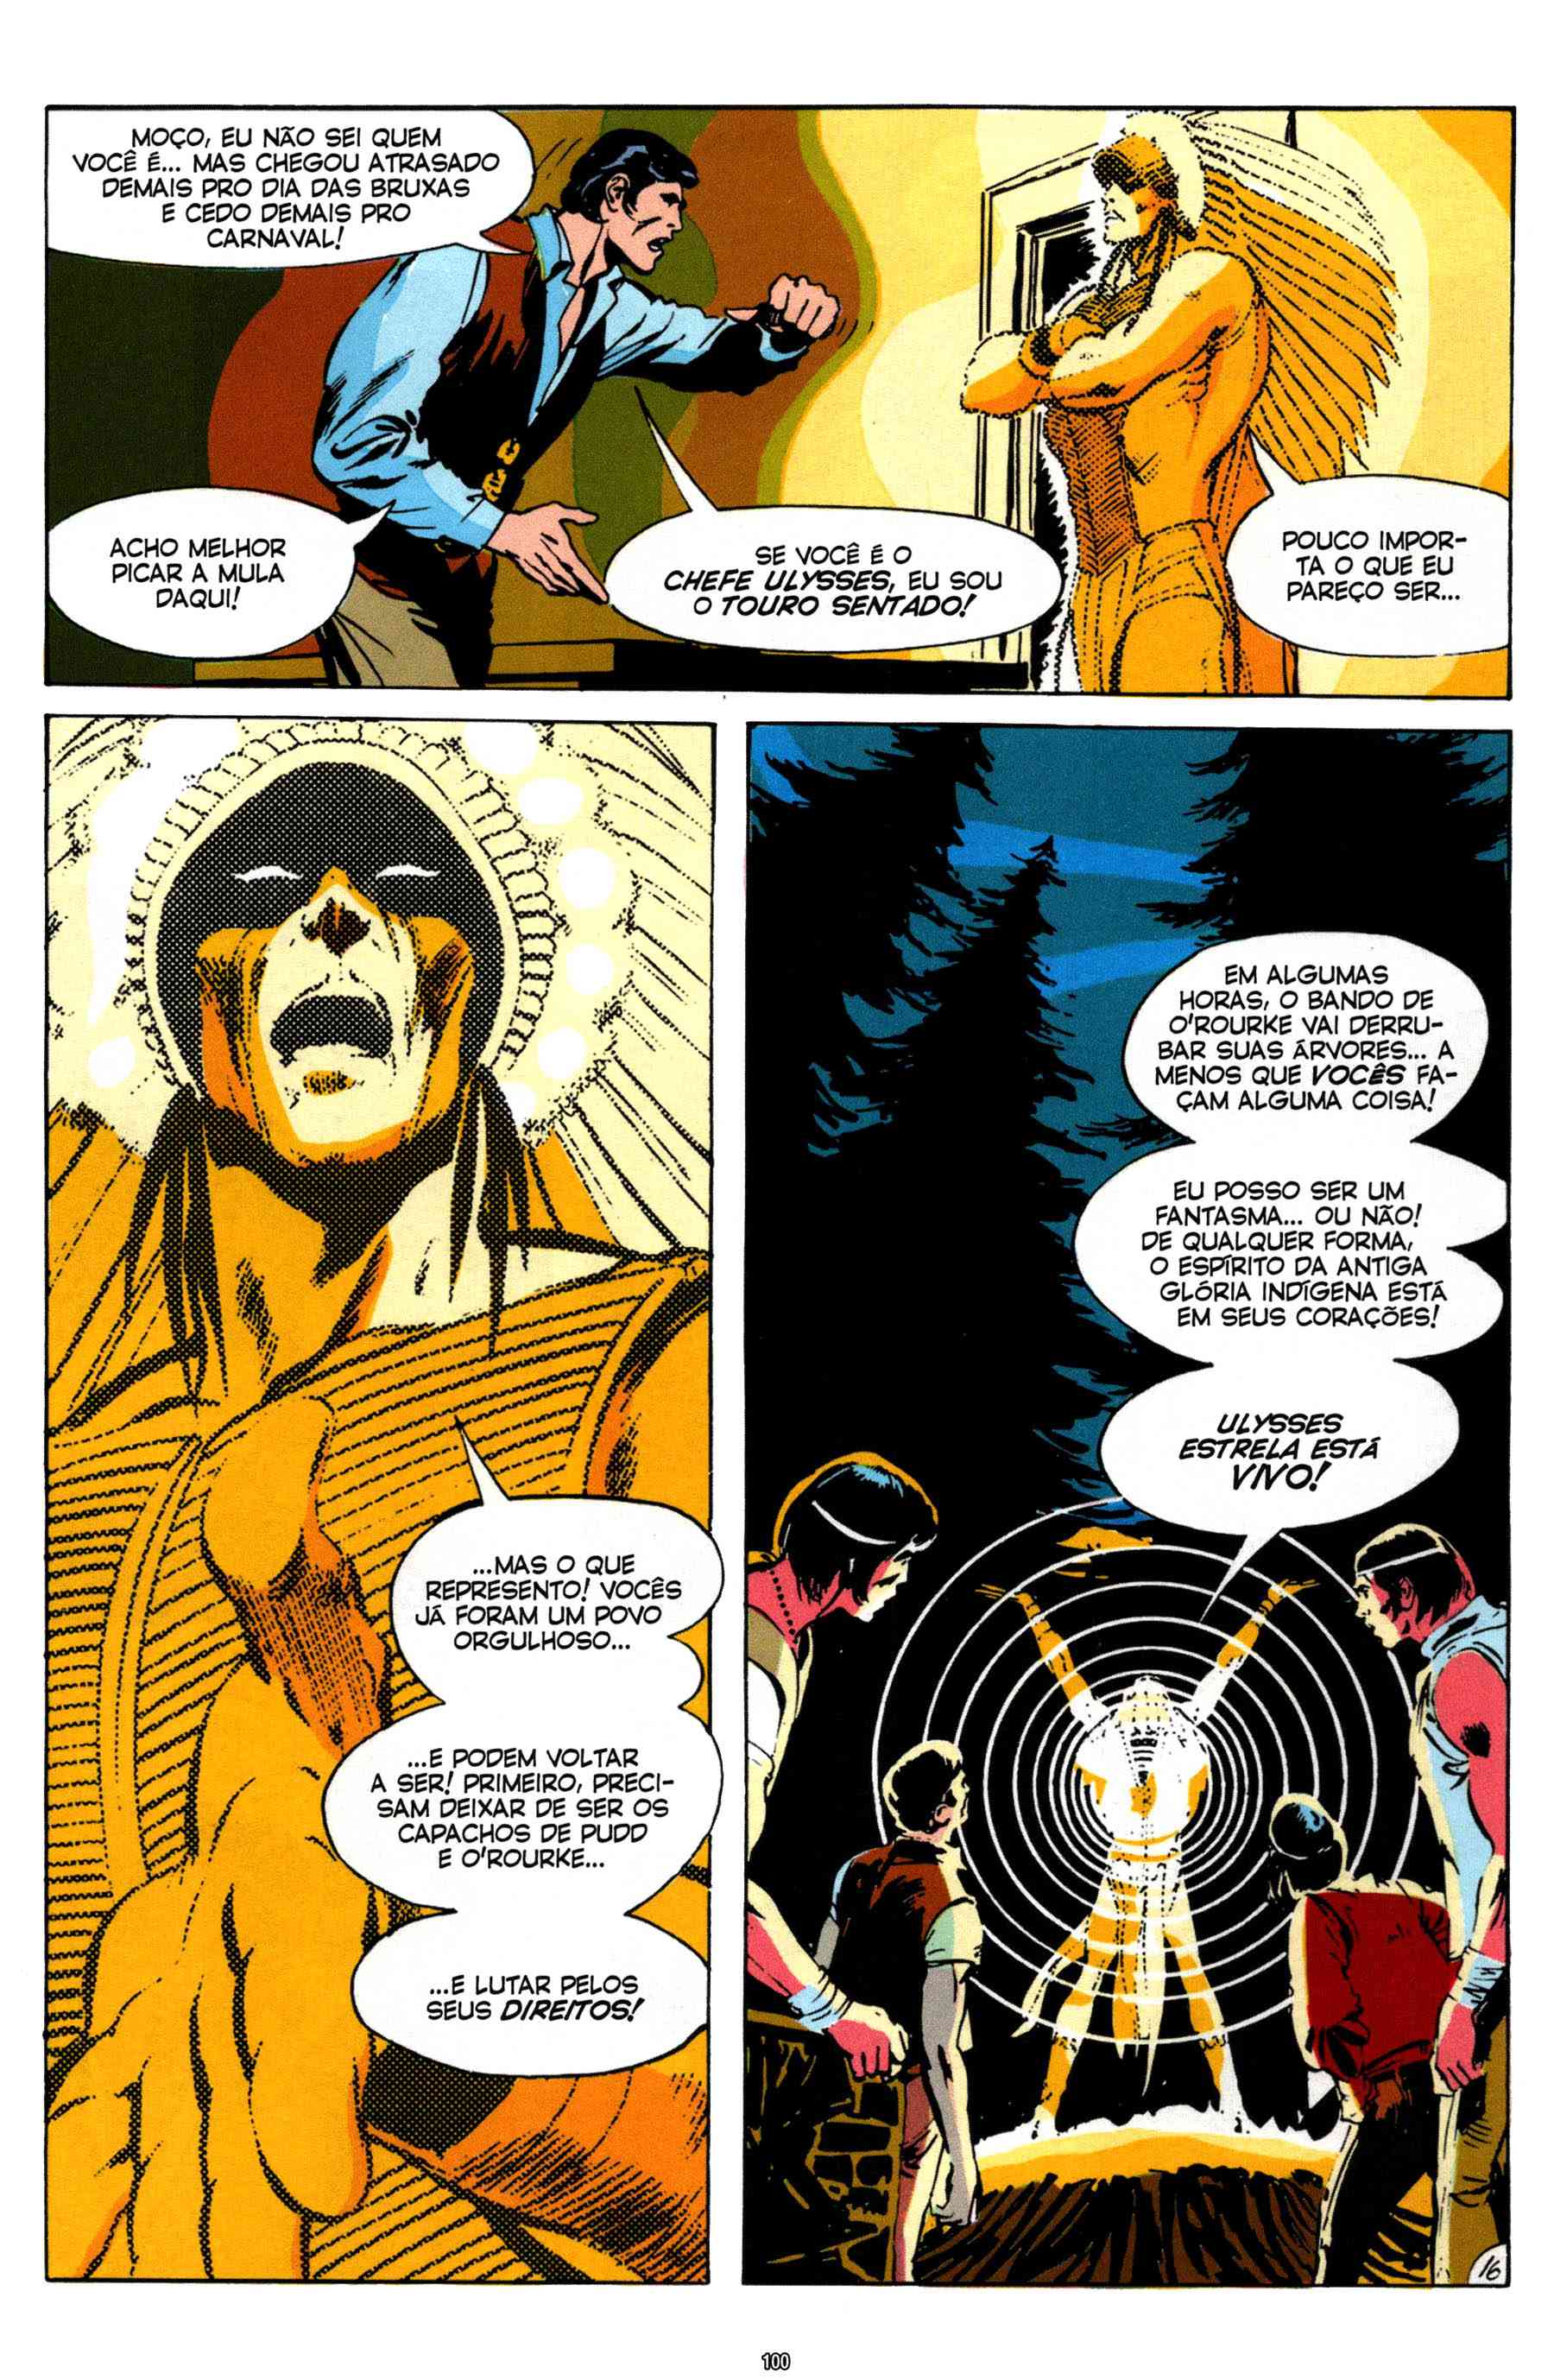 MOÇO, EU NÃO SEI QUEM
VOCÊ É... MAS CHEGOU ATRASADO
DEMAIS PRO DIA DAS BRUXAS
E CEDO DEMAIS PRO
CARNAVAL!
SE VOCÊ É O
CHEFE ULYSSES, EU SOU
O TOURO SENTADO!
ACHO MELHOR
PICAR A MULA
DAQUI!
POUCO IMPOR-
TA O QUE EU
PAREÇO SER...
...MAS O QUE
REPRESENTO! VOCÊS
JÁ FORAM UM POVO
ORGULHOSO...
...E PODEM VOLTAR
A SER! PRIMEIRO, PRECI-
SAM DEIXAR DE SER OS
CAPACHOS DE PUDD
E O'ROURKE...
...E LUTAR PELOS
SEUS DIREITOS!
EM ALGUMAS
HORAS, O BANDO DE
O'ROURKE VAI DERRU-
BAR SUAS ÁRVORES... A
MENOS QUE VOCÊS FA-
ÇAM ALGUMA COISA!
EU POSSO SER UM
FANTASMA... OU NÃO!
DE QUALQUER FORMA,
O ESPÍRITO DA ANTIGA
GLÓRIA INDÍGENA ESTÁ
EM SEUS CORAÇÕES!
ULYSSES
ESTRELA ESTÁ
VIVO!
16
100